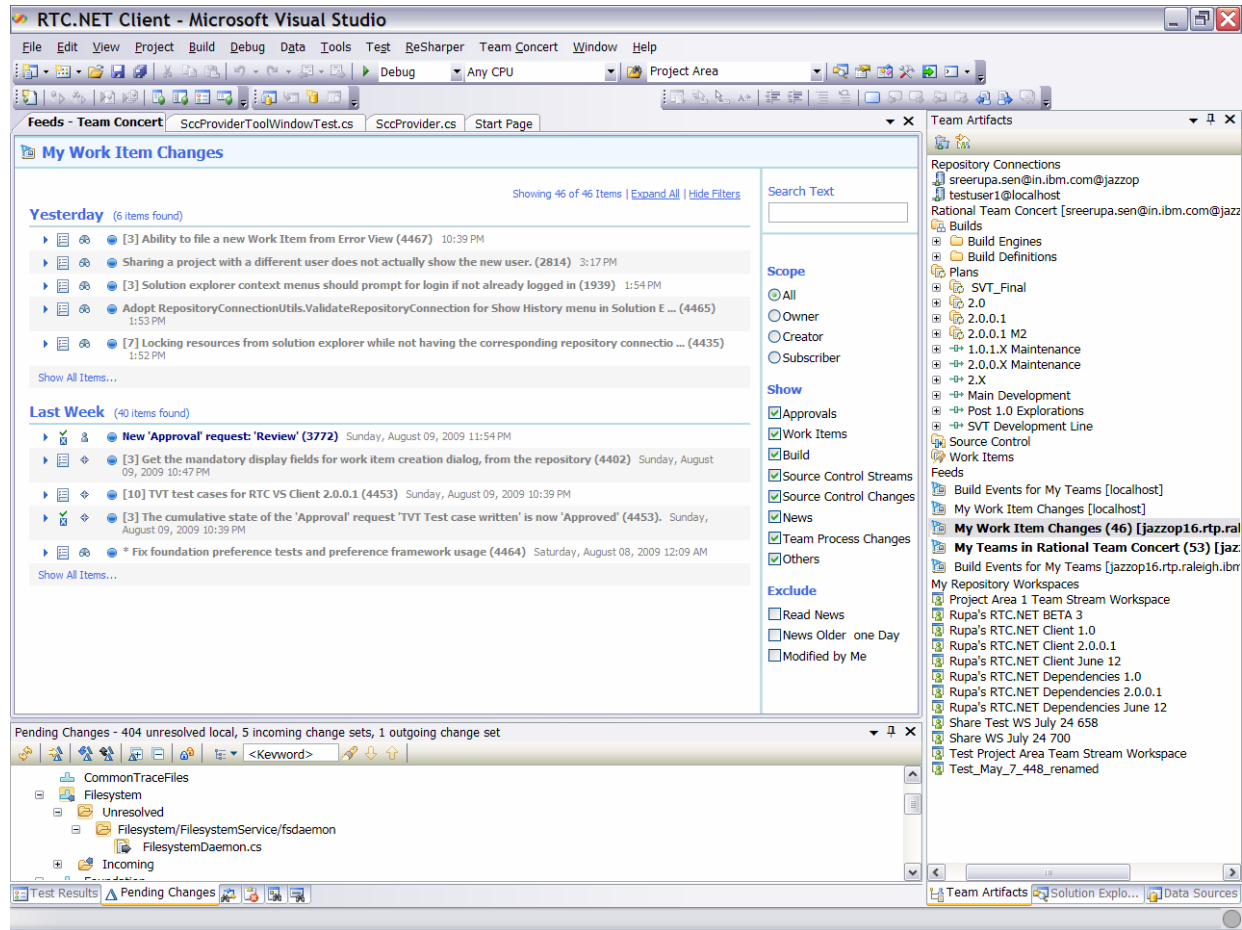 RTC.NET Client - Microsoft Visual Studio
File Edit View Project Build Debug Data Tools Test ReSharper Team Concert Window Help
Debug Any CPU Project Area
Feeds - Team Concert SccProviderToolWindowTest.cs SccProvider.cs Start Page
My Work Item Changes
Showing 46 of 46 Items | Expand All | Hide Filters
Yesterday (6 items found)
[3] Ability to file a new Work Item from Error View (4467) 10:39 PM
Sharing a project with a different user does not actually show the new user. (2814) 3:17 PM
[3] Solution explorer context menus should prompt for login if not already logged in (1939) 1:54 PM
Adopt RepositoryConnectionUtils.ValidateRepositoryConnection for Show History menu in Solution E ... (4465)
1:53 PM
[7] Locking resources from solution explorer while not having the corresponding repository connectio ... (4435)
1:52 PM
Show All Items...
Last Week (40 items found)
New 'Approval' request: 'Review' (3772) Sunday, August 09, 2009 11:54 PM
[3] Get the mandatory display fields for work item creation dialog, from the repository (4402) Sunday, August
09, 2009 10:47 PM
[10] TVT test cases for RTC VS Client 2.0.0.1 (4453) Sunday, August 09, 2009 10:39 PM
[3] The cumulative state of the 'Approval' request 'TVT Test case written' is now 'Approved' (4453). Sunday,
August 09, 2009 10:39 PM
* Fix foundation preference tests and preference framework usage (4464) Saturday, August 08, 2009 12:09 AM
Show All Items...
Search Text
Scope
All
Owner
Creator
Subscriber
Show
Approvals
Work Items
Build
Source Control Streams
Source Control Changes
News
Team Process Changes
Others
Exclude
Read News
News Older one Day
Modified by Me
Pending Changes - 404 unresolved local, 5 incoming change sets, 1 outgoing change set
<Keyword>
CommonTraceFiles
Filesystem
Unresolved
Filesystem/FilesystemService/fsdaemon
FilesystemDaemon.cs
Incoming
Test Results Pending Changes
Team Artifacts
Repository Connections
sreerupa.sen@in.ibm.com@jazzop
testuser1@localhost
Rational Team Concert [sreerupa.sen@in.ibm.com@jazz
Builds
Build Engines
Build Definitions
Plans
SVT_Final
2.0
2.0.0.1
2.0.0.1 M2
1.0.1.X Maintenance
2.0.0.X Maintenance
2.X
Main Development
Post 1.0 Explorations
SVT Development Line
Source Control
Work Items
Feeds
Build Events for My Teams [localhost]
My Work Item Changes [localhost]
My Work Item Changes (46) [jazzop16.rtp.ral
My Teams in Rational Team Concert (53) [jaz
Build Events for My Teams [jazzop16.rtp.raleigh.ibm
My Repository Workspaces
Project Area 1 Team Stream Workspace
Rupa's RTC.NET BETA 3
Rupa's RTC.NET Client 1.0
Rupa's RTC.NET Client 2.0.0.1
Rupa's RTC.NET Client June 12
Rupa's RTC.NET Dependencies 1.0
Rupa's RTC.NET Dependencies 2.0.0.1
Rupa's RTC.NET Dependencies June 12
Share Test WS July 24 658
Share WS July 24 700
Test Project Area Team Stream Workspace
Test_May_7_448_renamed
Team Artifacts Solution Explo... Data Sources